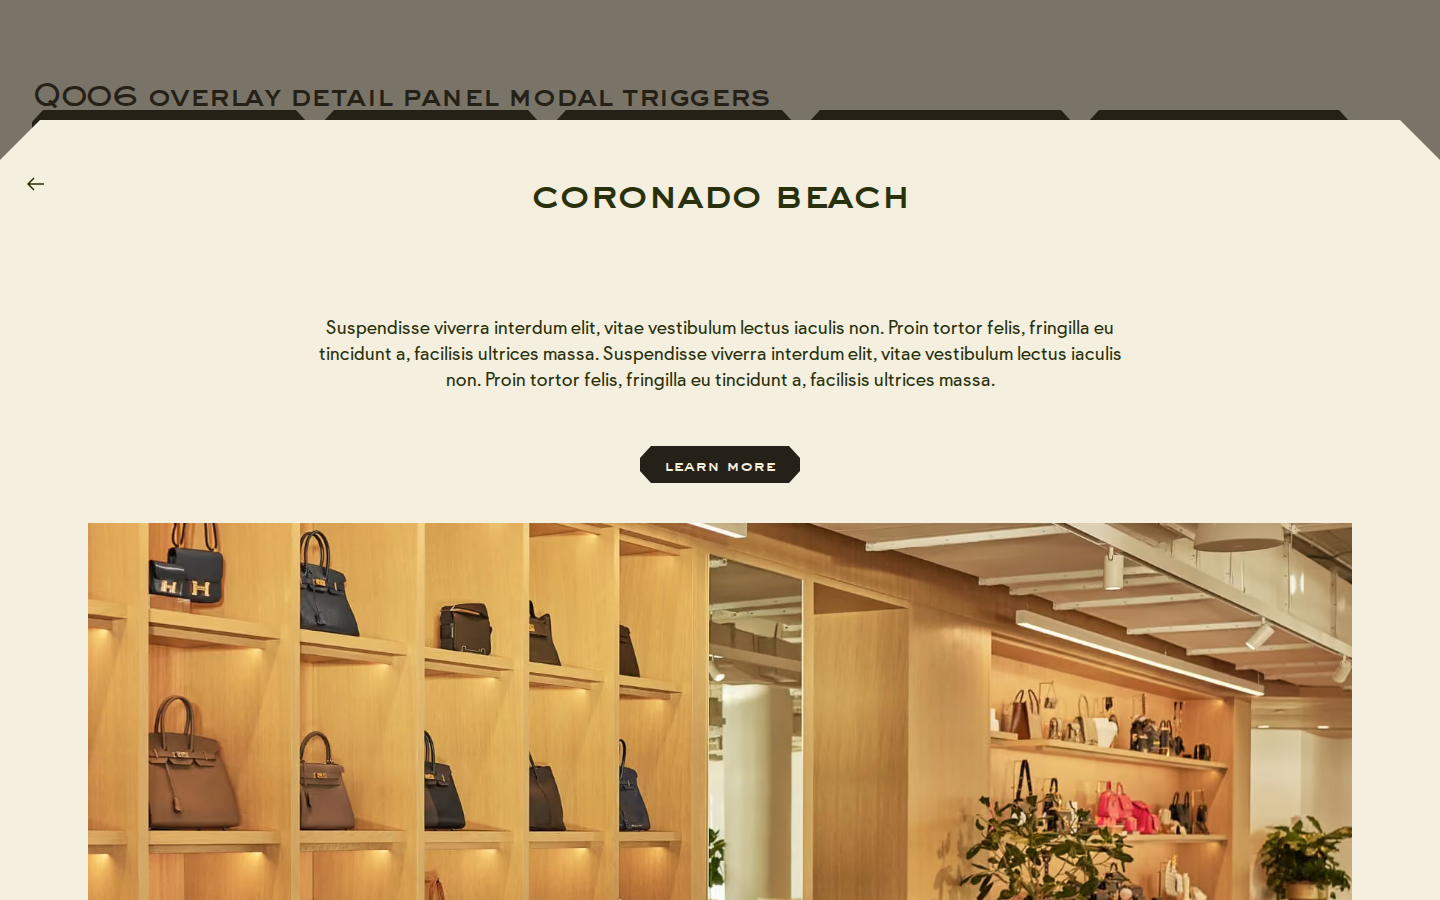 Q006 OVERLAY DETAIL PANEL MODAL TRIGGERS
CORONADO BEACH
Suspendisse viverra interdum elit, vitae vestibulum lectus iaculis non. Proin tortor felis, fringilla eu
tincidunt a, facilisis ultrices massa. Suspendisse viverra interdum elit, vitae vestibulum lectus iaculis
non. Proin tortor felis, fringilla eu tincidunt a, facilisis ultrices massa.
LEARN MORE